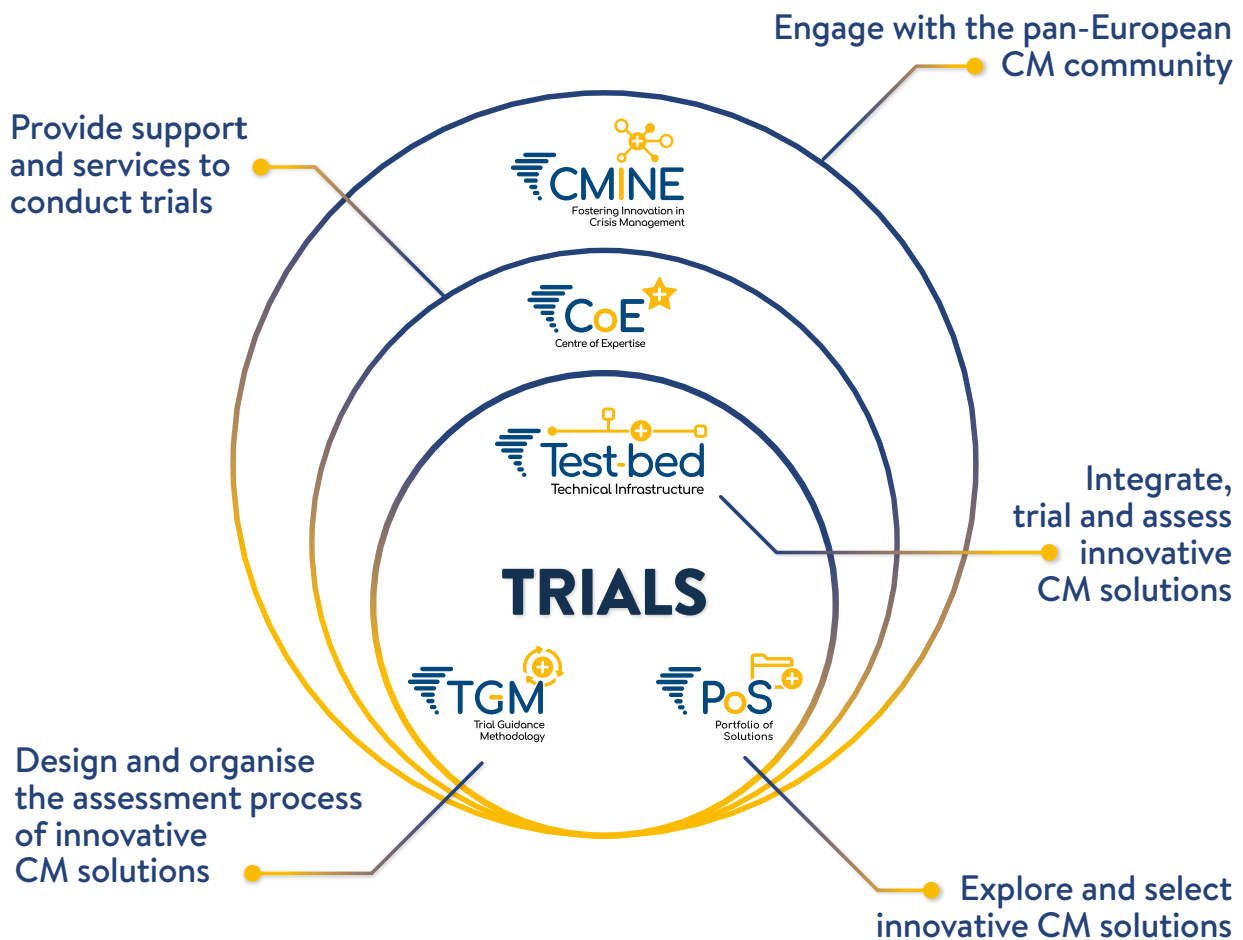 Engage with the pan-European
CM community
Provide support
and services to
conduct trials
CMINE
Fostering Innovation in
Crisis Management
CoE
Centre of Expertise
Test-bed
Technical Infrastructure
Integrate,
trial and assess
innovative
CM solutions
TRIALS
TGM
Trial Guidance
Methodology
PoS
Portfolio of
Solutions
Design and organise
the assessment process
of innovative
CM solutions
Explore and select
innovative CM solutions